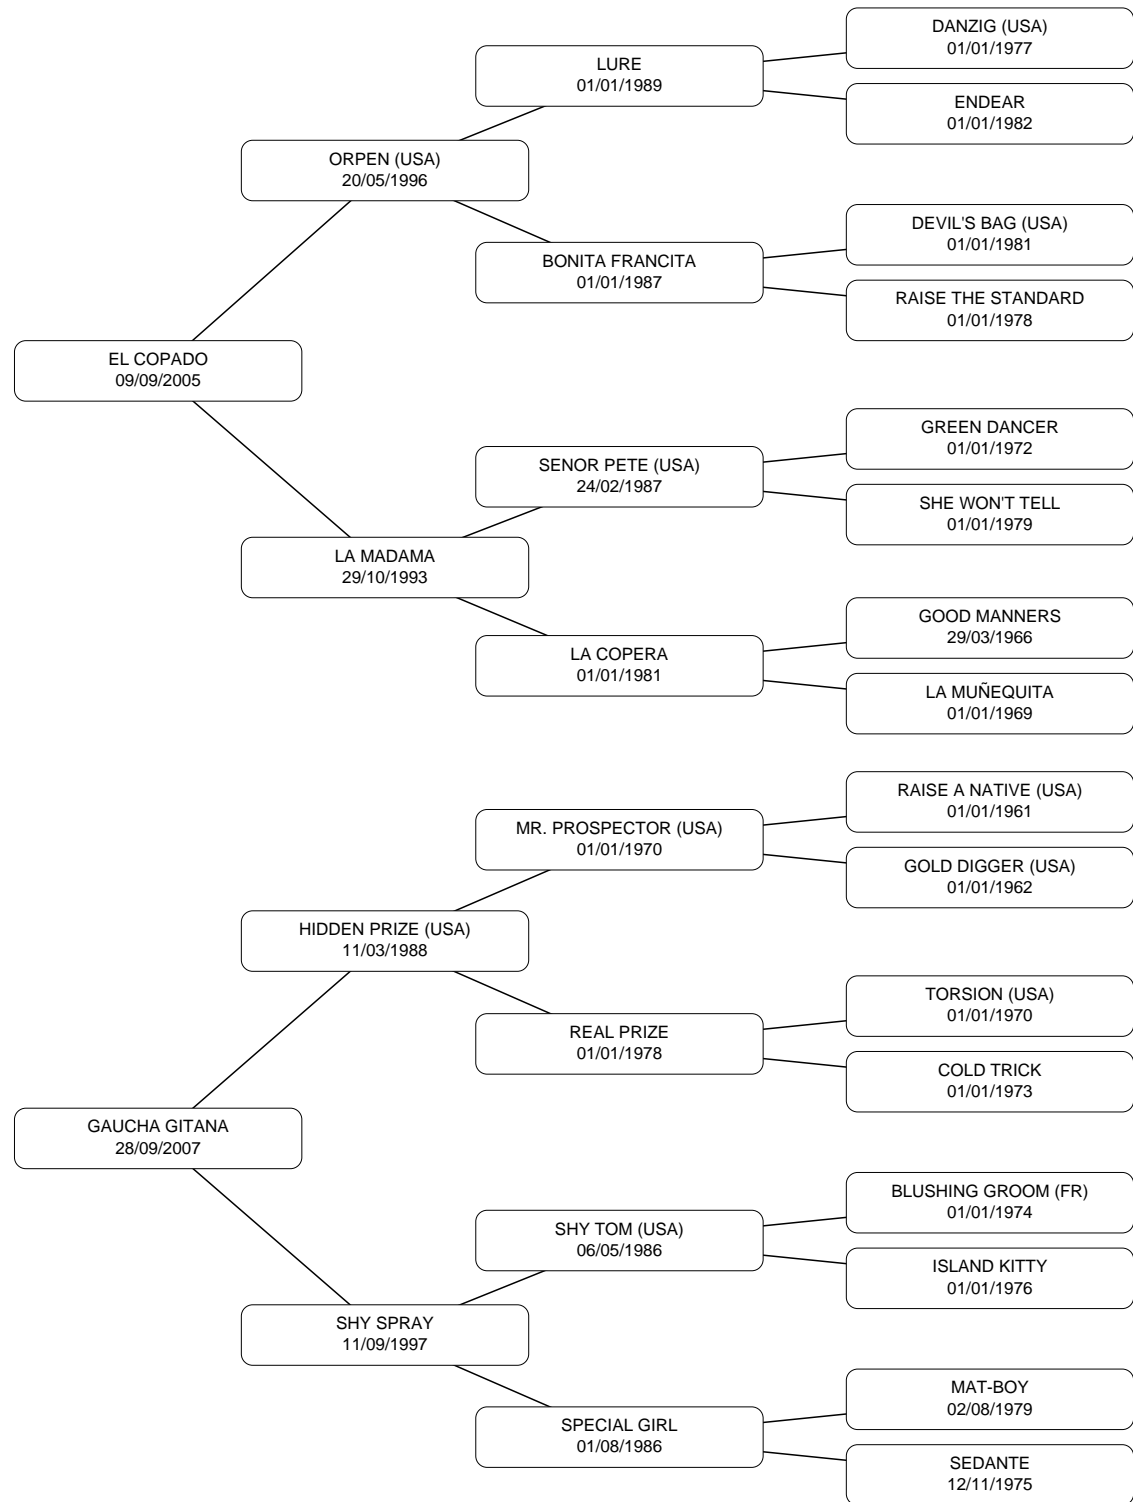 DANZIG (USA)
01/01/1977
LURE
01/01/1989
ENDEAR
01/01/1982
ORPEN (USA)
20/05/1996
DEVIL'S BAG (USA)
01/01/1981
BONITA FRANCITA
01/01/1987
RAISE THE STANDARD
01/01/1978
EL COPADO
09/09/2005
GREEN DANCER
01/01/1972
SENOR PETE (USA)
24/02/1987
SHE WON'T TELL
01/01/1979
LA MADAMA
29/10/1993
GOOD MANNERS
29/03/1966
LA COPERA
01/01/1981
LA MUÑEQUITA
01/01/1969
RAISE A NATIVE (USA)
01/01/1961
MR. PROSPECTOR (USA)
01/01/1970
GOLD DIGGER (USA)
01/01/1962
HIDDEN PRIZE (USA)
11/03/1988
TORSION (USA)
01/01/1970
REAL PRIZE
01/01/1978
COLD TRICK
01/01/1973
GAUCHA GITANA
28/09/2007
BLUSHING GROOM (FR)
01/01/1974
SHY TOM (USA)
06/05/1986
ISLAND KITTY
01/01/1976
SHY SPRAY
11/09/1997
MAT-BOY
02/08/1979
SPECIAL GIRL
01/08/1986
SEDANTE
12/11/1975